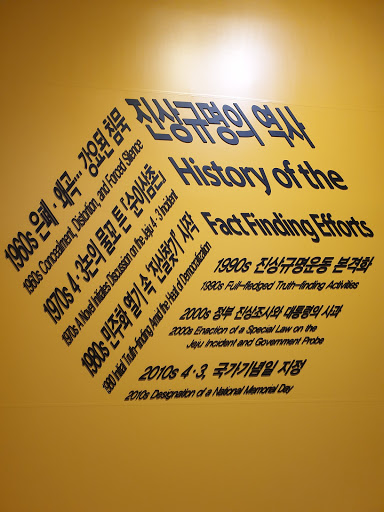 진상규명의 역사
History of the
Fact Finding Efforts
1960s 은폐·왜곡... 강요된 침묵
1960s Concealment, Distortion, and Forced Silence
1970s 4·3논의 물꼬 튼 「순이삼촌」
1970s A Novel Initiates Discussion on the Jeju 4·3 Incident
1980s 민주화 열기 속 '진실찾기' 시작
1980 Initial Truth-finding Amid the Heat of Democratization
1990s 진상규명운동 본격화
1990s Full-fledged Truth-finding Activities
2000s 정부 진상조사와 대통령의 사과
2000s Enaction of a Special Law on the
Jeju Incident and Government Probe
2010s 4·3, 국가기념일 지정
2010s Designation of a National Memorial Day